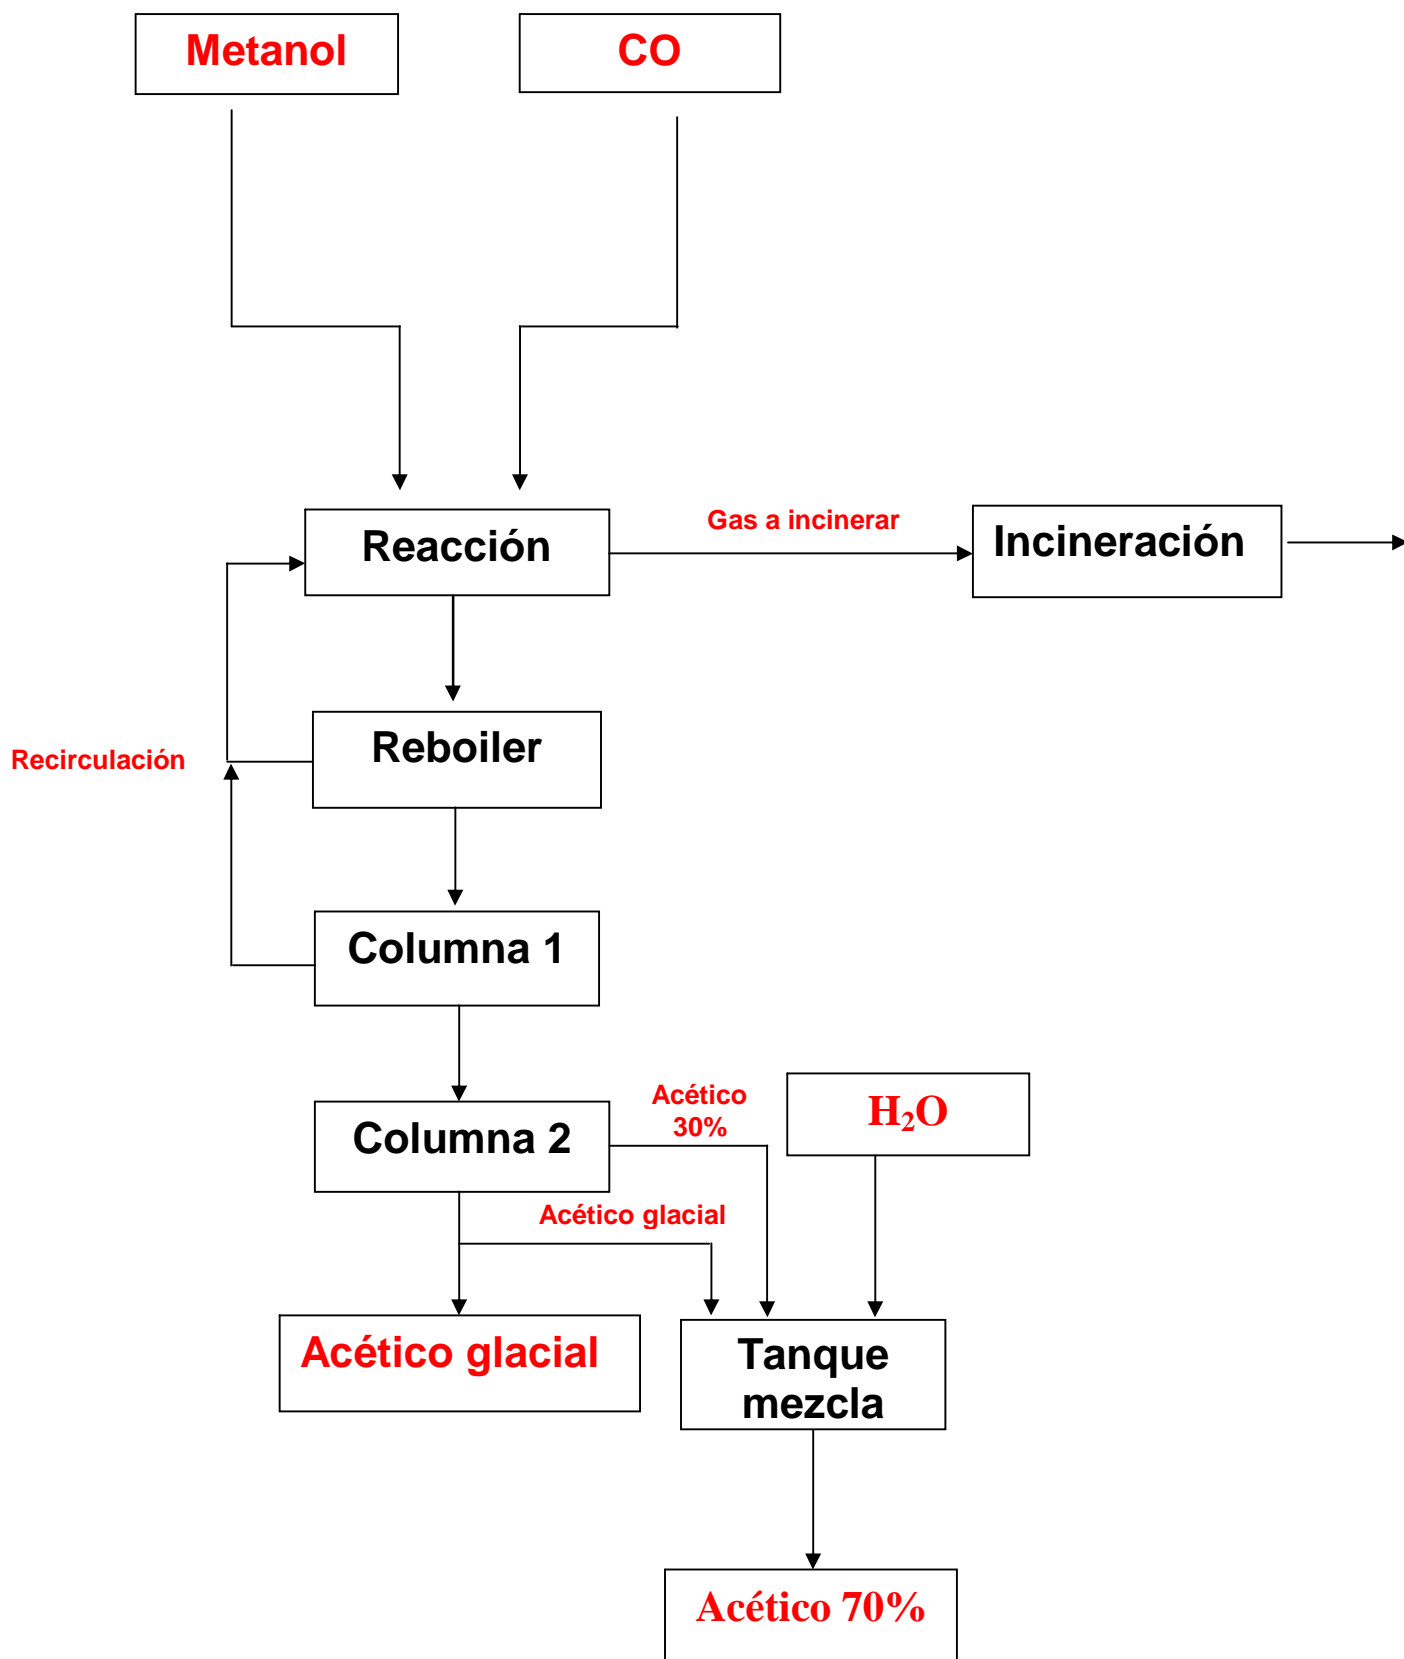 Metanol
CO
Gas a incinerar
Reacción
Incineración
Reboiler
Recirculación
Columna 1
Acético
30%
H₂O
Columna 2
Acético glacial
Acético glacial
Tanque
mezcla
Acético 70%